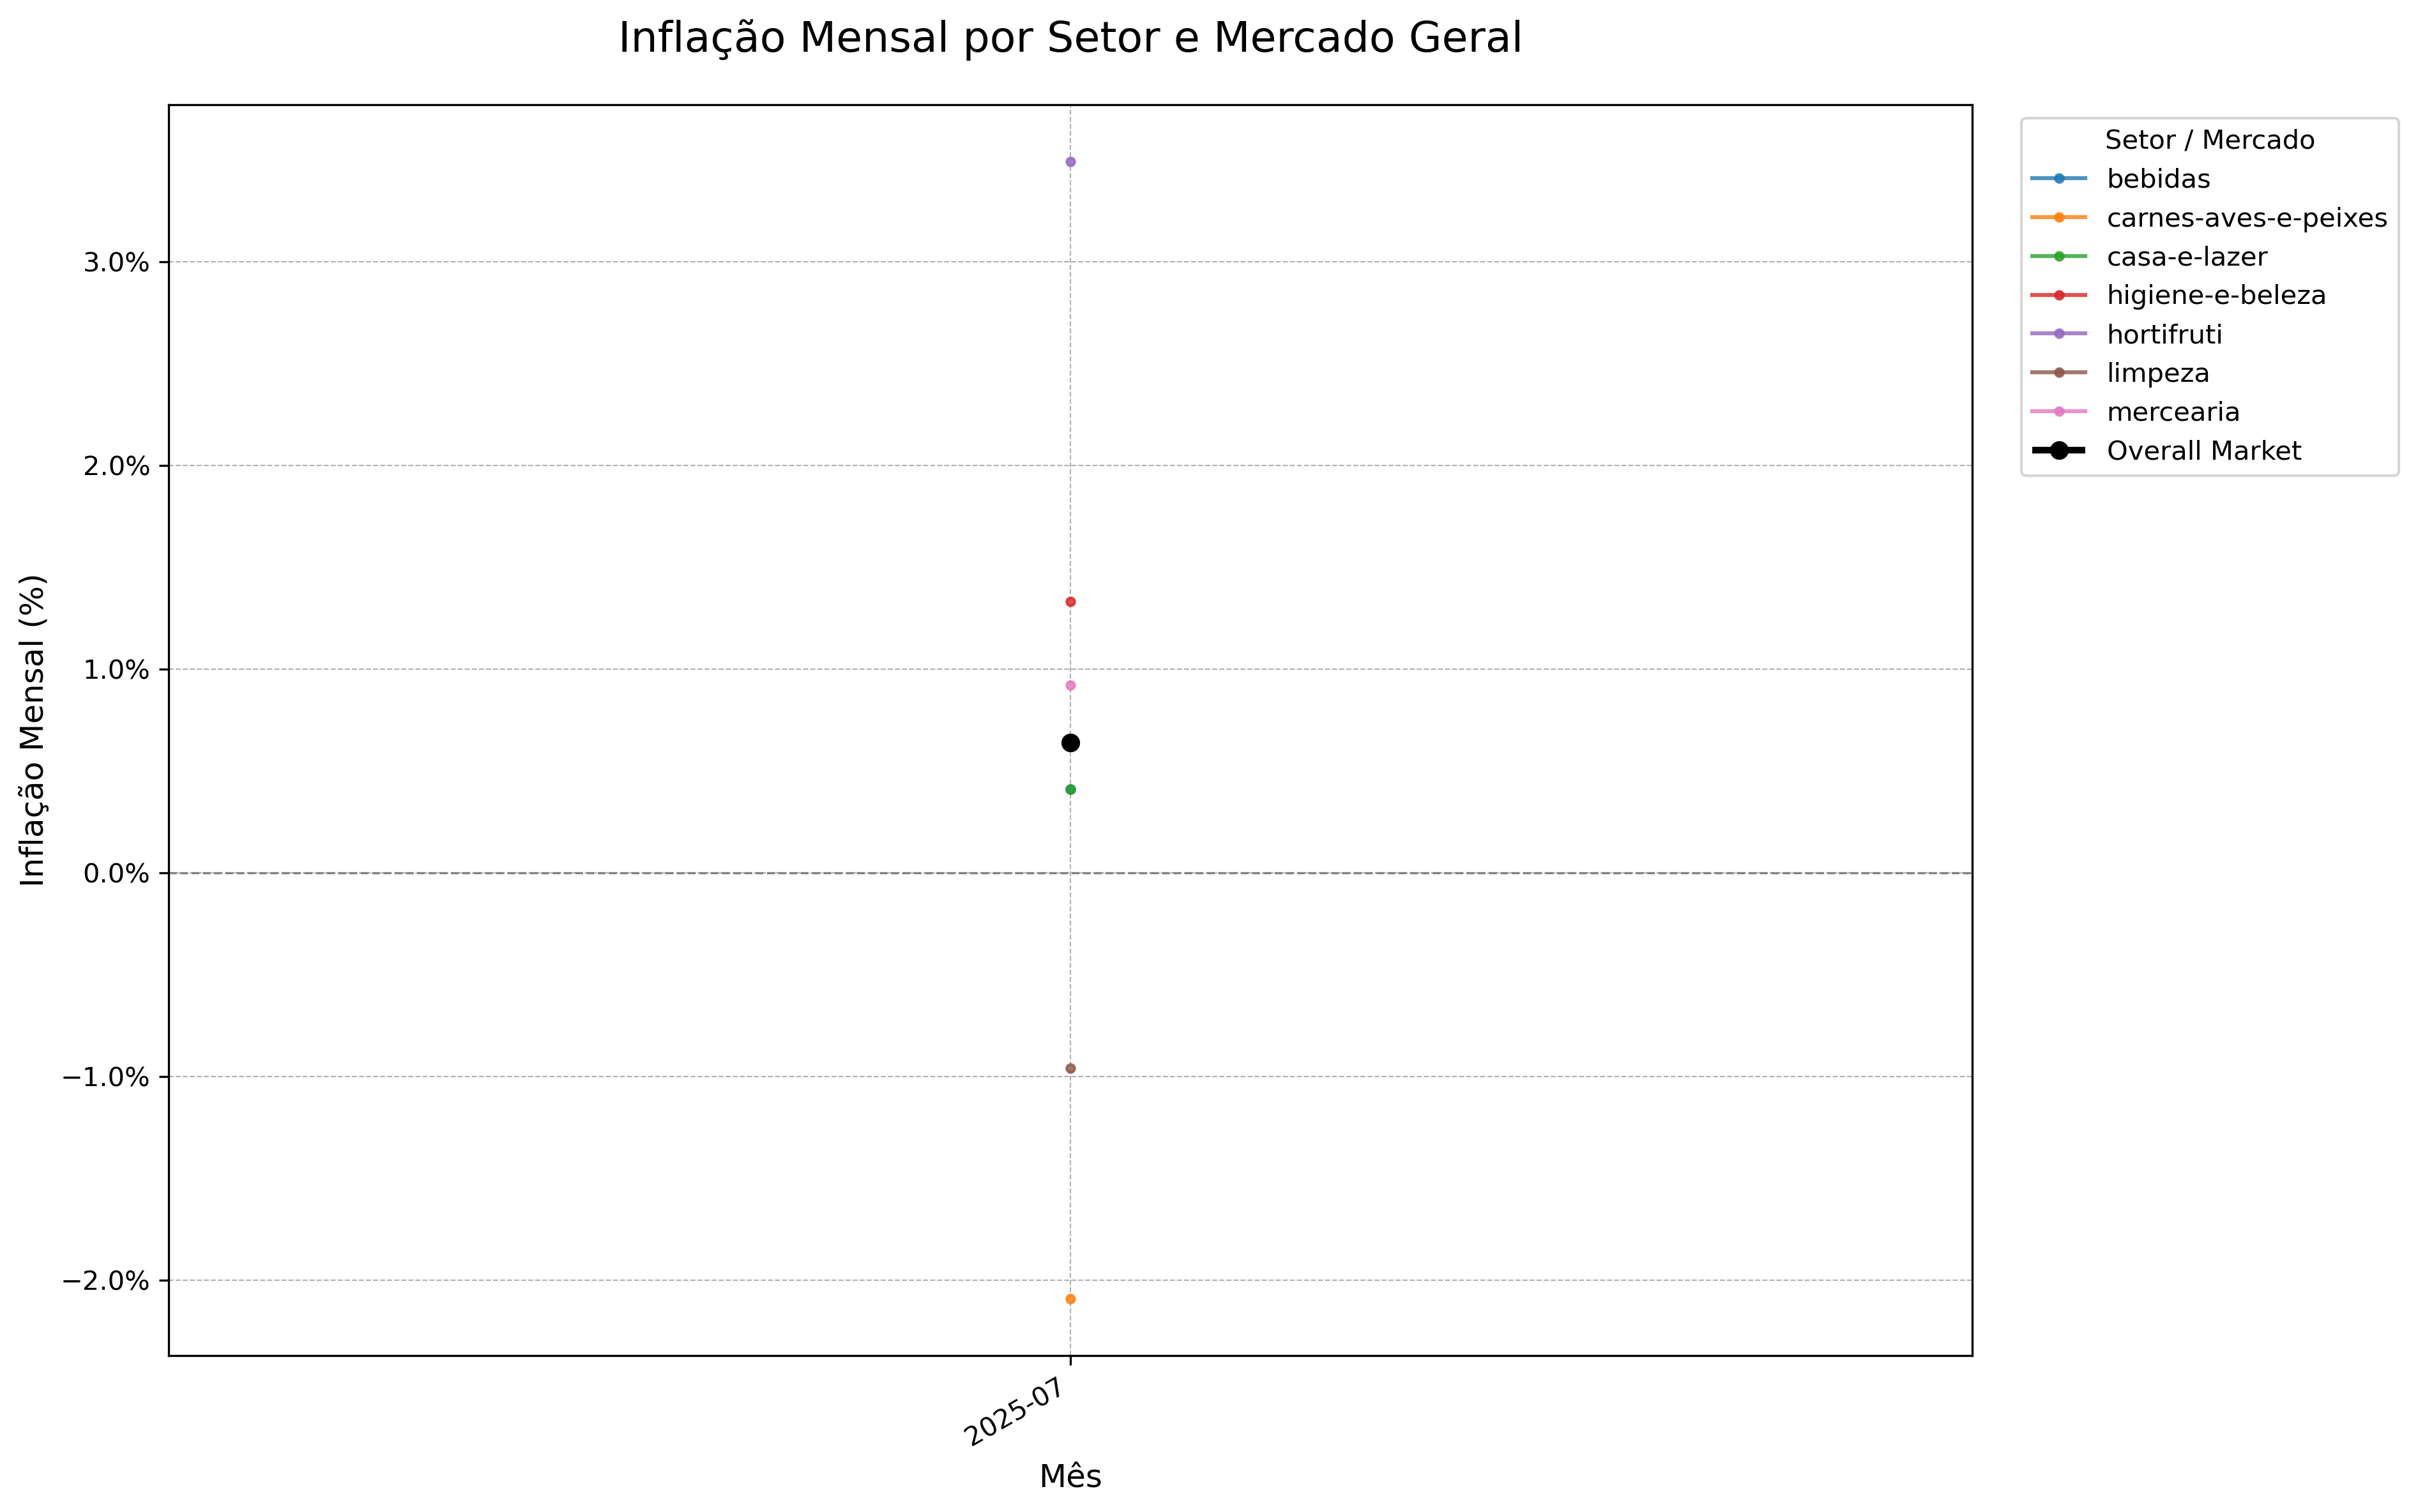 Inflação Mensal por Setor e Mercado Geral
Inflação Mensal (%)
3.0%
2.0%
1.0%
0.0%
−1.0%
−2.0%
2025-07
Mês
Setor / Mercado
bebidas
carnes-aves-e-peixes
casa-e-lazer
higiene-e-beleza
hortifruti
limpeza
mercearia
Overall Market